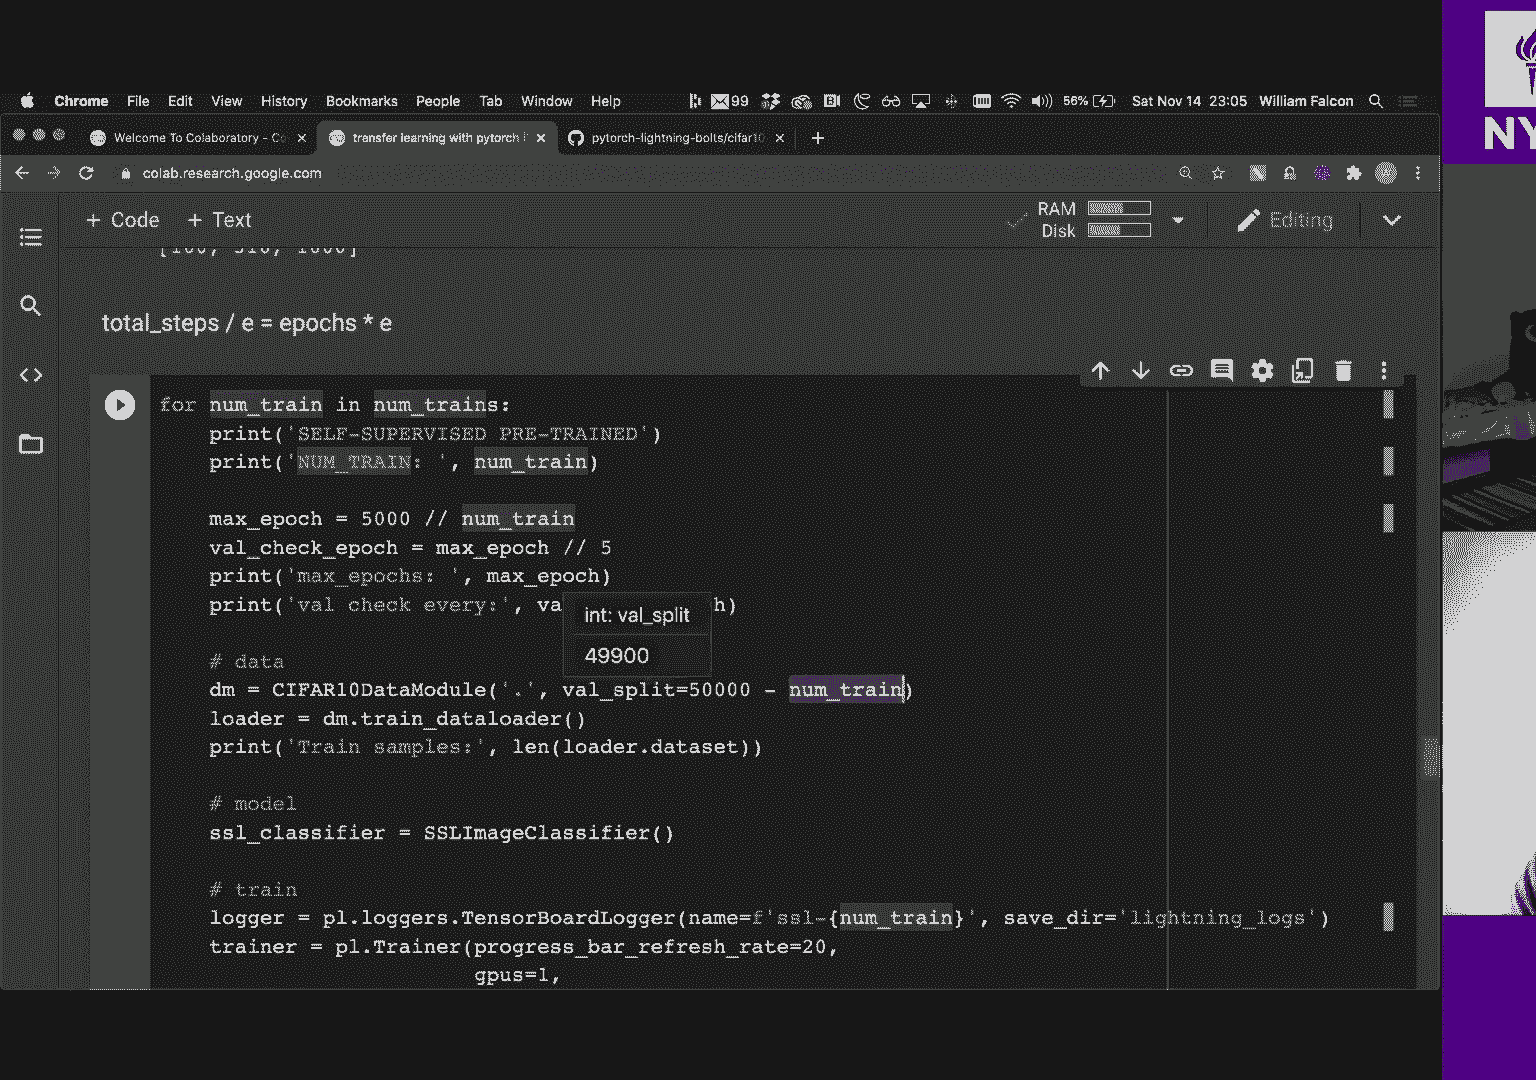 Chrome File Edit View History Bookmarks People Tab Window Help 99 56% Sat Nov 14 23:05 William Falcon
Welcome To Colaboratory - Co transfer learning with pytorch pytorch-lightning-bolts/cifar10
colab.research.google.com
+ Code + Text RAM Disk Editing
total_steps / e = epochs * e
for num_train in num_trains:
print('SELF-SUPERVISED PRE-TRAINED')
print('NUM_TRAIN: ', num_train)
max_epoch = 5000 // num_train
val_check_epoch = max_epoch // 5
print('max_epochs: ', max_epoch)
print('val check every:', va h)
int: val_split
49900
# data
dm = CIFAR10DataModule('.', val_split=50000 - num_train)
loader = dm.train_dataloader()
print('Train samples:', len(loader.dataset))
# model
ssl_classifier = SSLImageClassifier()
# train
logger = pl.loggers.TensorBoardLogger(name=f'ssl-{num_train}', save_dir='lightning_logs')
trainer = pl.Trainer(progress_bar_refresh_rate=20,
gpus=1,
NY